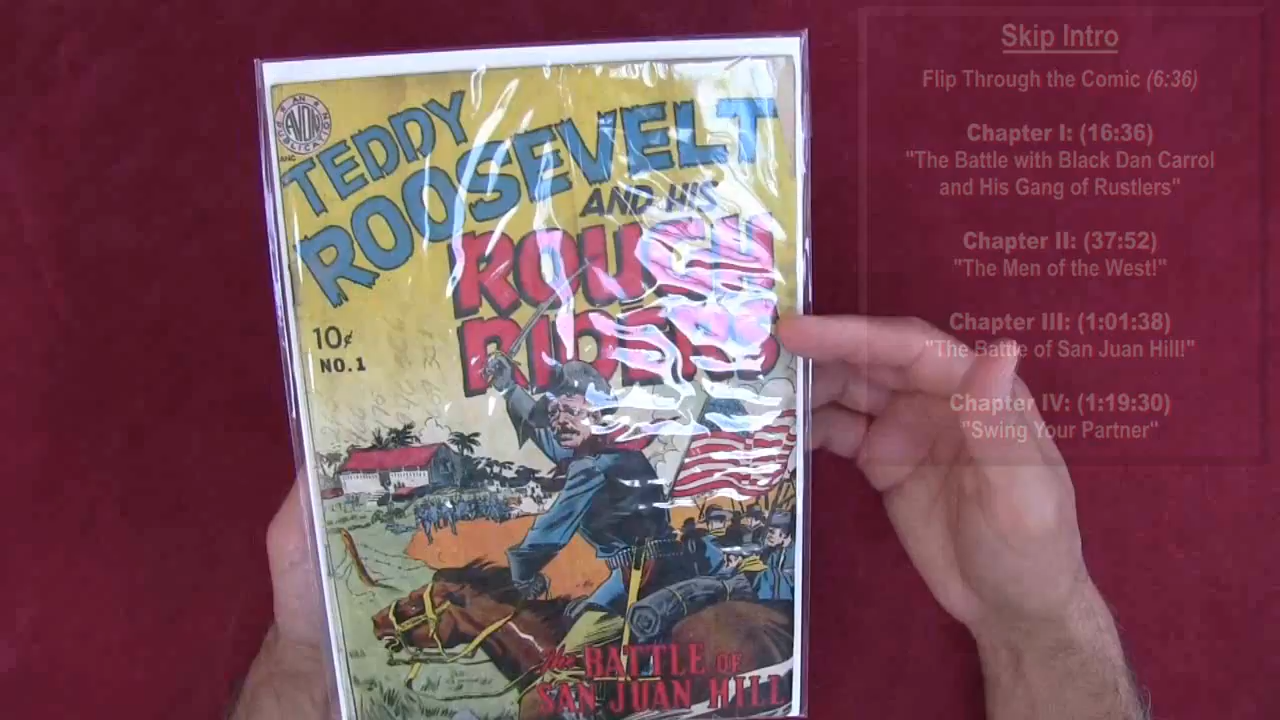 AN
AVON
PUBLICATION
ANC
TEDDY
ROOSEVELT
AND HIS
ROUGH
RIDERS
10¢
NO.1
The BATTLE OF
SAN JUAN HILL
Skip Intro
Flip Through the Comic (6:36)
Chapter I: (16:36)
"The Battle with Black Dan Carrol
and His Gang of Rustlers"
Chapter II: (37:52)
"The Men of the West!"
Chapter III: (1:01:38)
"The Battle of San Juan Hill!"
Chapter IV: (1:19:30)
"Swing Your Partner"